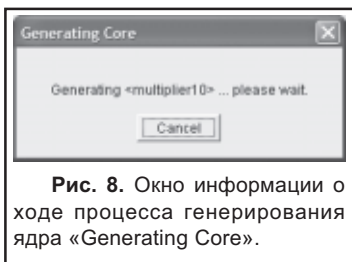 Generating Core
Generating <multiplier10> ... please wait.
Cancel
Рис. 8. Окно информации о
ходе процесса генерирования
ядра «Generating Core».